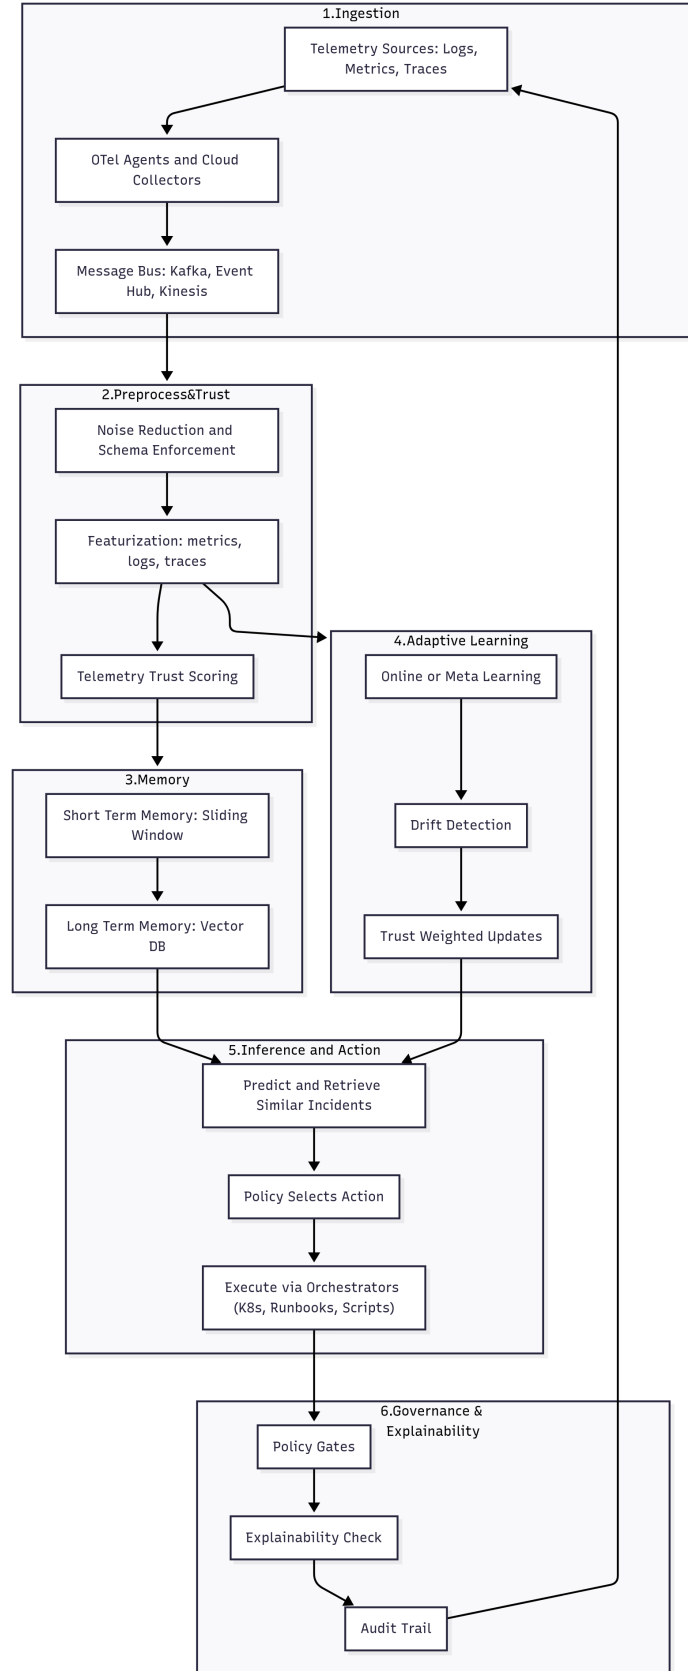 1.Ingestion
Telemetry Sources: Logs,
Metrics, Traces
OTel Agents and Cloud
Collectors
Message Bus: Kafka, Event
Hub, Kinesis
2.Preprocess&Trust
Noise Reduction and
Schema Enforcement
Featurization: metrics,
logs, traces
Telemetry Trust Scoring
3.Memory
Short Term Memory: Sliding
Window
Long Term Memory: Vector
DB
4.Adaptive Learning
Online or Meta Learning
Drift Detection
Trust Weighted Updates
5.Inference and Action
Predict and Retrieve
Similar Incidents
Policy Selects Action
Execute via Orchestrators
(K8s, Runbooks, Scripts)
6.Governance &
Explainability
Policy Gates
Explainability Check
Audit Trail